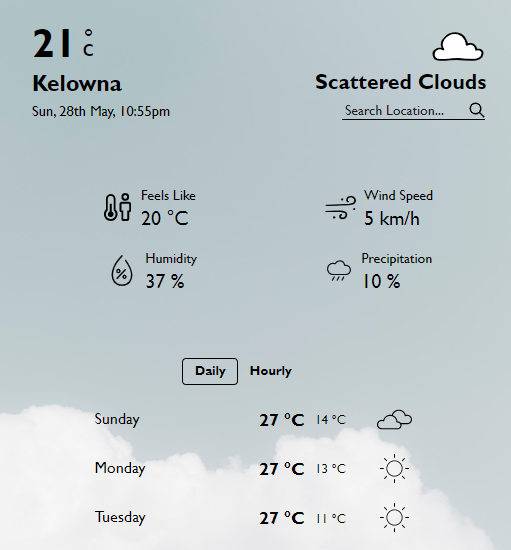 21 °C
Kelowna
Sun, 28th May, 10:55pm
Scattered Clouds
Search Location...
Feels Like
20 °C
Wind Speed
5 km/h
Humidity
37 %
Precipitation
10 %
Daily Hourly
Sunday 27 °C 14 °C
Monday 27 °C 13 °C
Tuesday 27 °C 11 °C